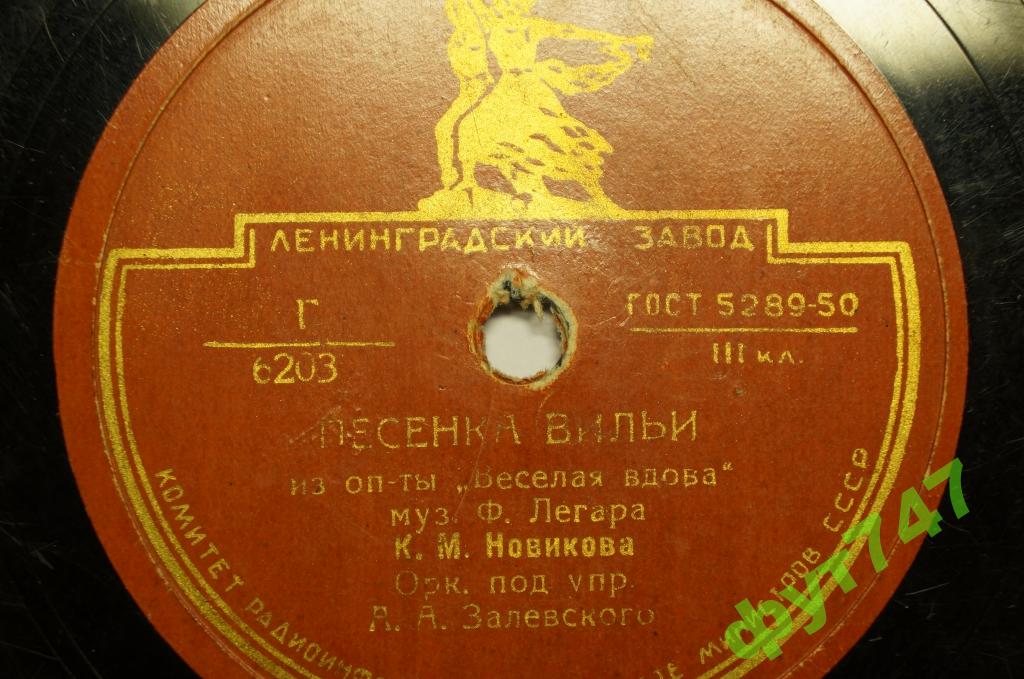 ЛЕНИНГРАДСКИЙ ЗАВОД
Г
6203
ГОСТ 5289-50
III кл.
ПЕСЕНКА ВИЛЬИ
из оп-ты „Веселая вдова“
муз. Ф. Легара
К. М. Новикова
Орк. под упр.
А. А. Залевского
КОМИТЕТ
СССР
фут747